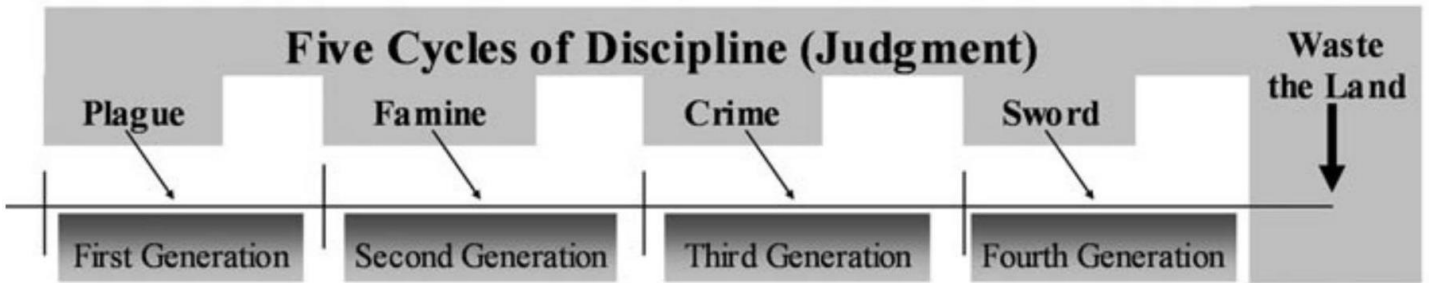 Five Cycles of Discipline (Judgment)
Waste
the Land
Plague
Famine
Crime
Sword
First Generation
Second Generation
Third Generation
Fourth Generation